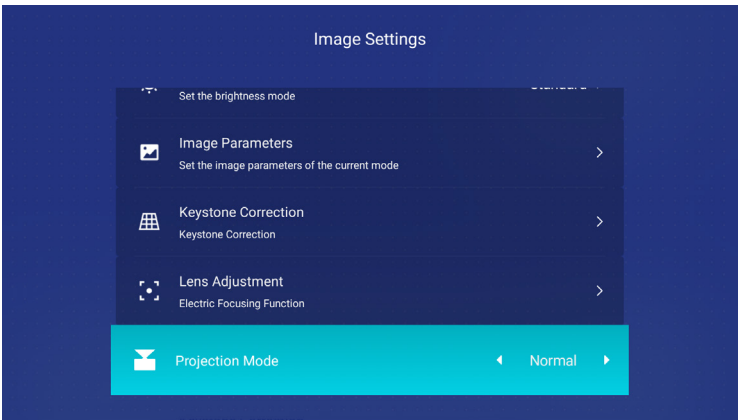 Image Settings
Set the brightness mode
Image Parameters
Set the image parameters of the current mode
Keystone Correction
Keystone Correction
Lens Adjustment
Electric Focusing Function
Projection Mode
Normal